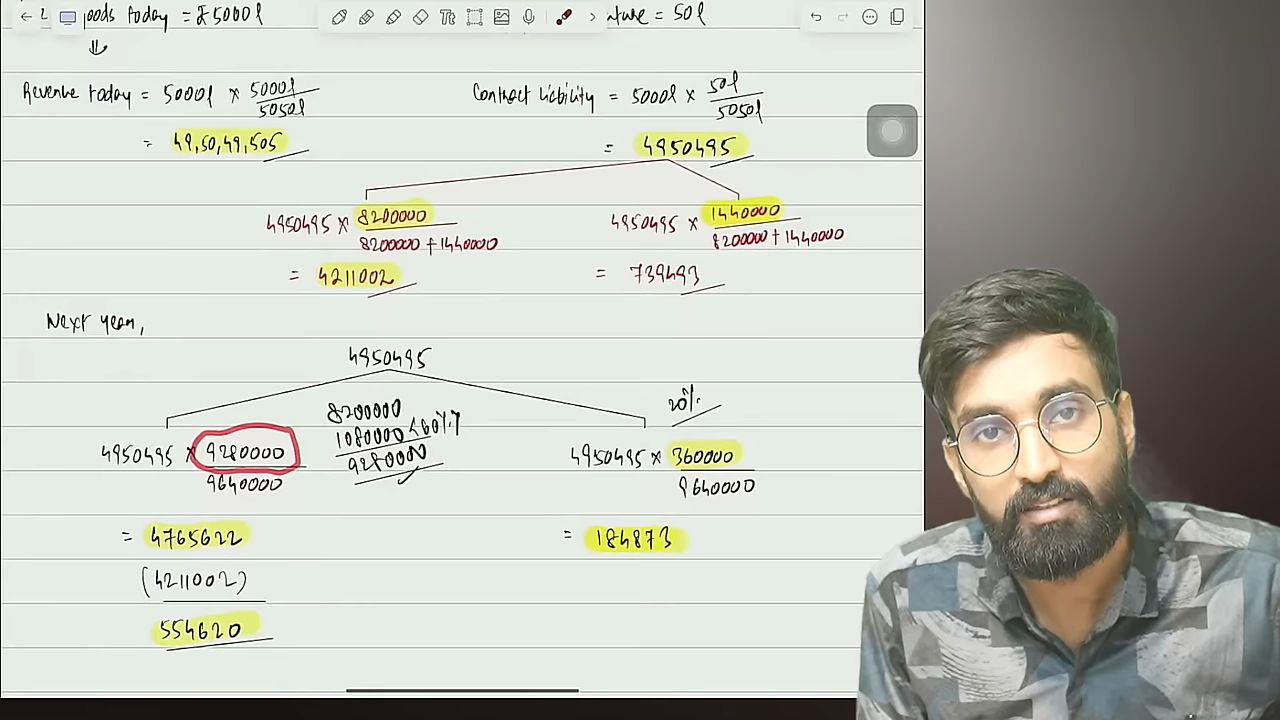 goods today = ₹5000l
nture = 50l
Revenue today = 5000l × 5000l / 5050l
= 49,50,49,505
Contract liability = 5000l × 50l / 5050l
= 4950495
4950495 × 8200000 / 8200000 + 1440000
= 4211002
4950495 × 1440000 / 8200000 + 1440000
= 739493
Next year,
4950495
4950495 × 9280000 / 9640000
8200000
1080000 <60%?
9280000
= 4765622
(4211002)
554620
20%
4950495 × 360000 / 9640000
= 184873